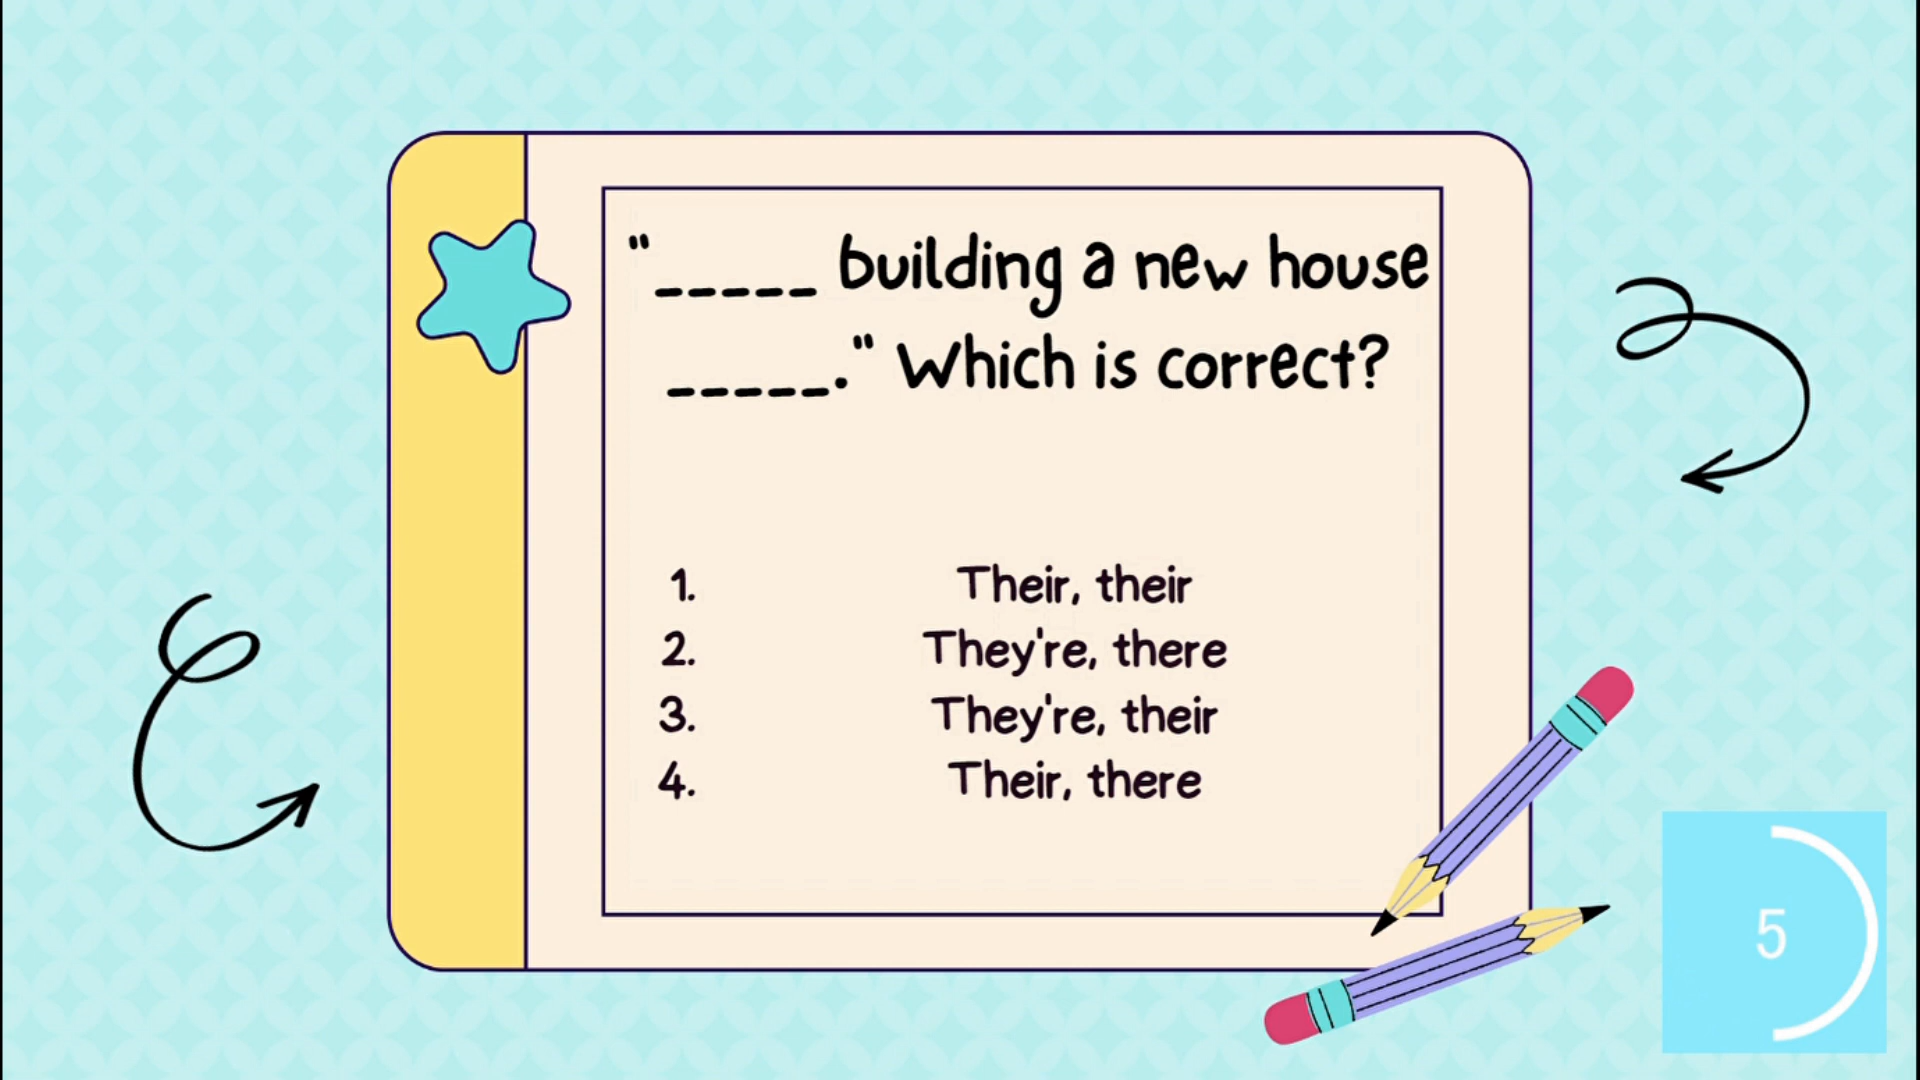 "_____ building a new house
_____." Which is correct?
1. Their, their
2. They're, there
3. They're, their
4. Their, there
5